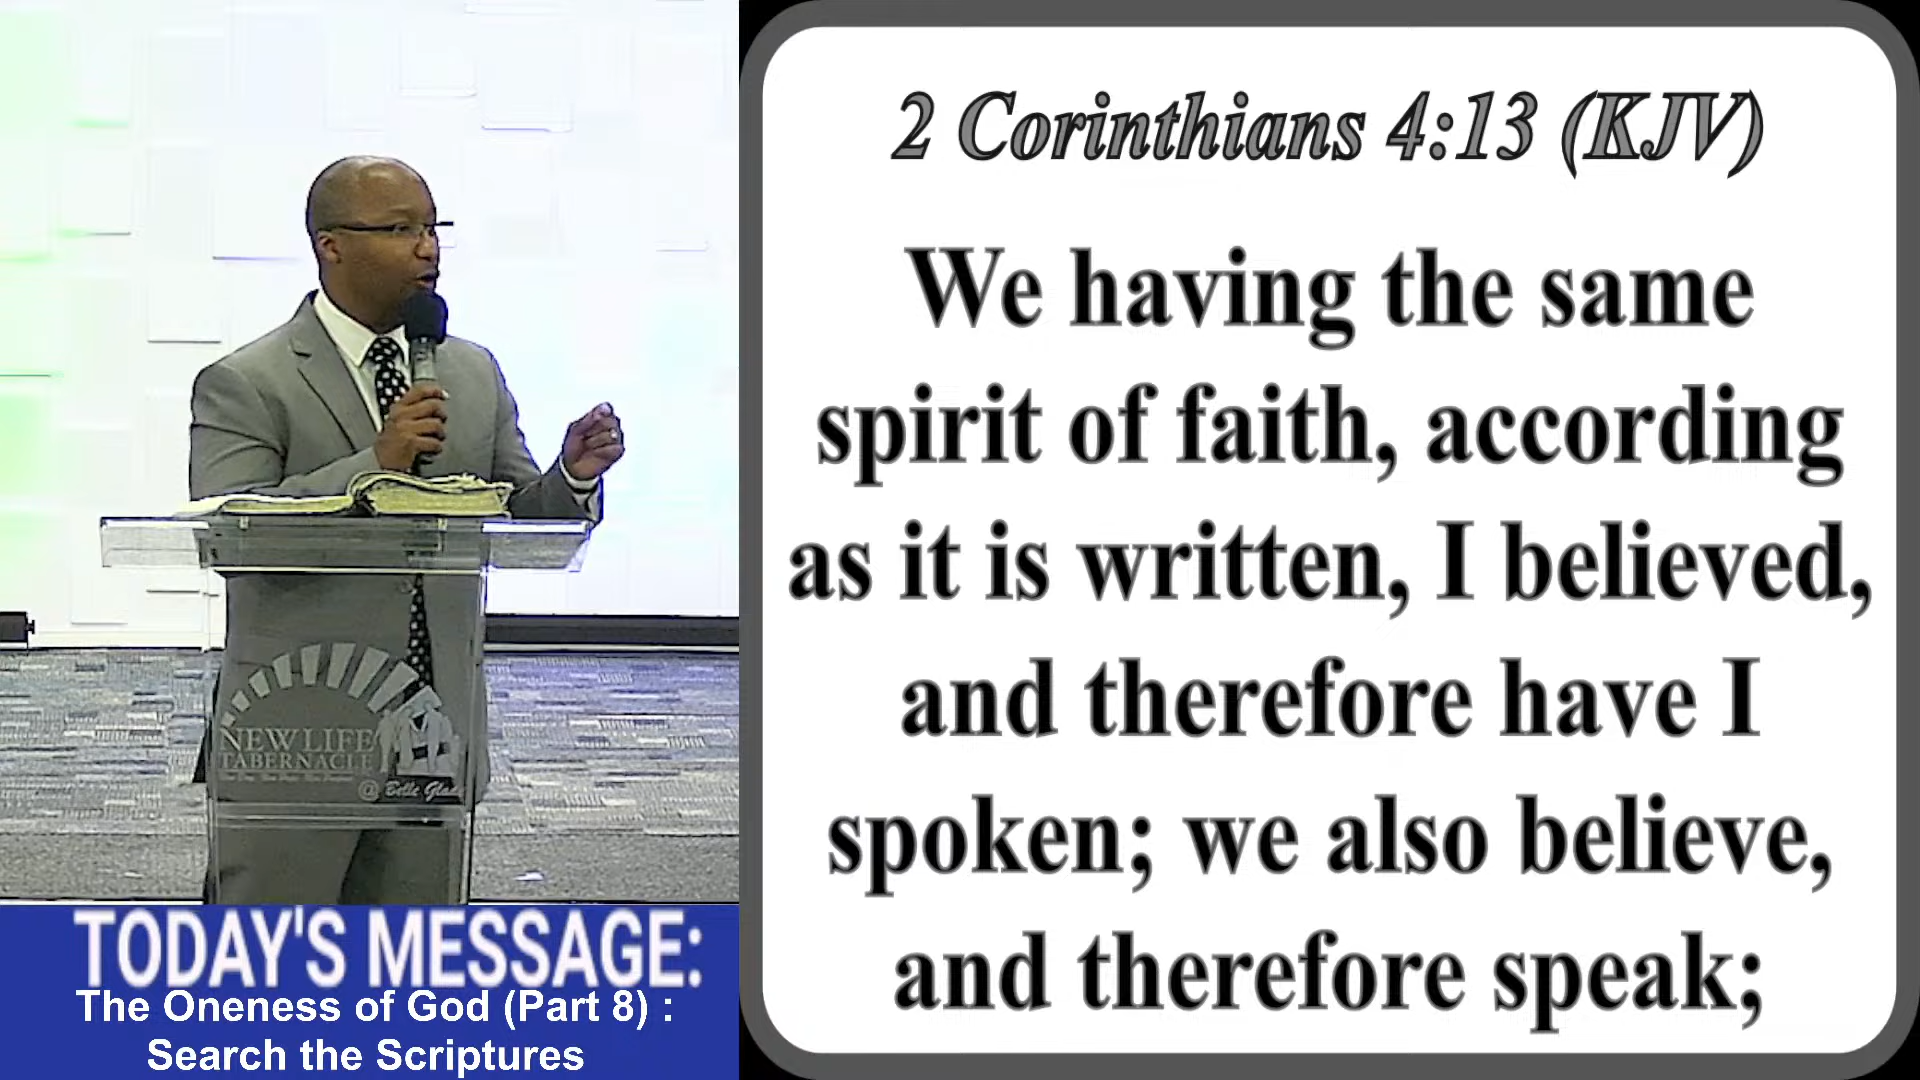 2 Corinthians 4:13 (KJV)
We having the same
spirit of faith, according
as it is written, I believed,
and therefore have I
spoken; we also believe,
and therefore speak;
NEW LIFE
TABERNACLE
@ Belle Glade
TODAY'S MESSAGE:
The Oneness of God (Part 8) :
Search the Scriptures